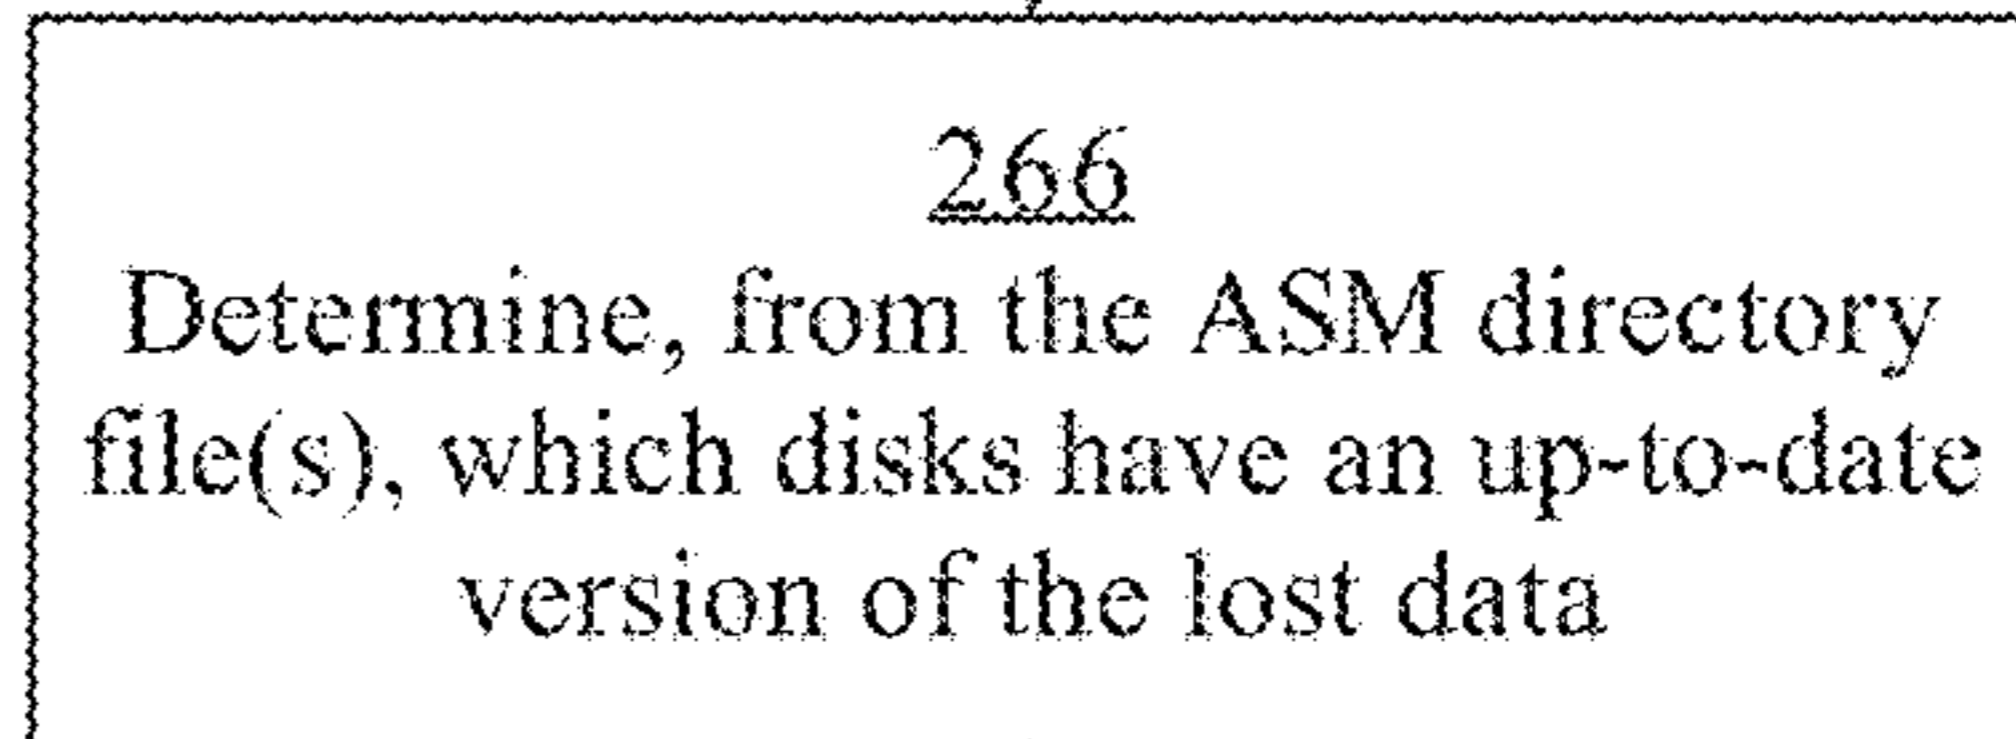 266
Determine, from the ASM directory
file(s), which disks have an up-to-date
version of the lost data